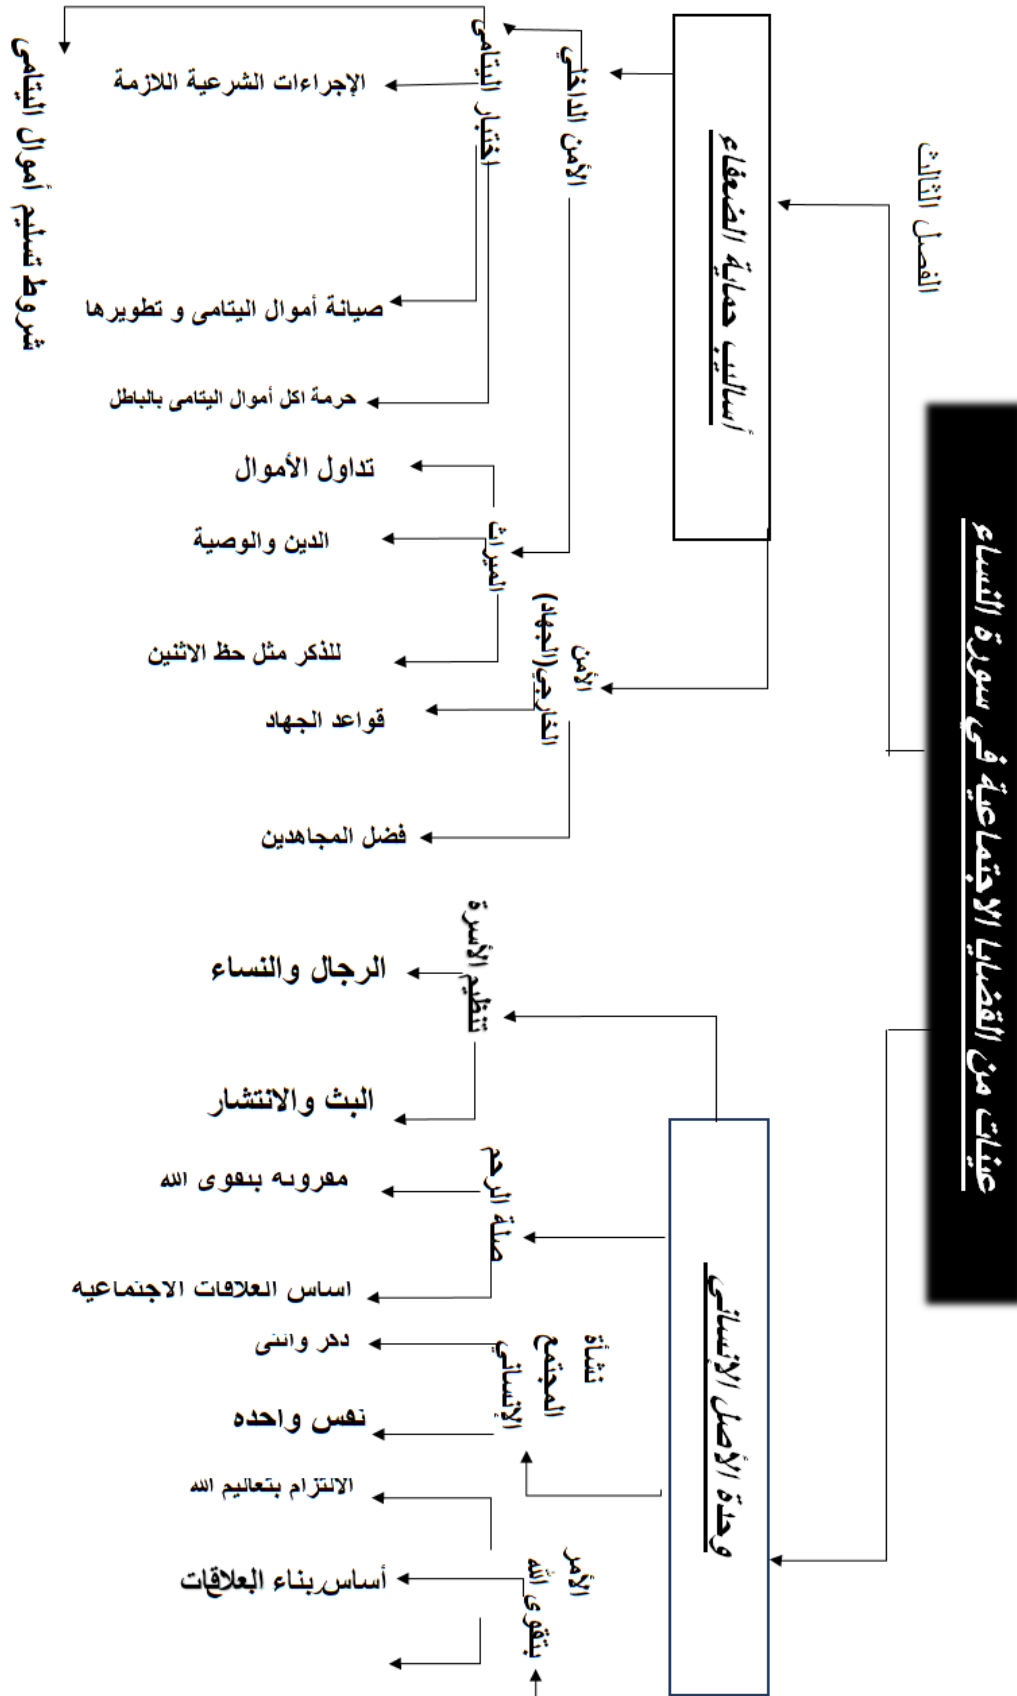 الفصل الثالث
عينات من القضايا الاجتماعية في سورة النساء
أساليب حماية الضعفاء
الأمن الداخلي
اختبار اليتامى
شروط تسليم أموال اليتامى
الإجراءات الشرعية اللازمة
صيانة أموال اليتامى و تطويرها
حرمة اكل أموال اليتامى بالباطل
الميراث
تداول الأموال
الدين والوصية
للذكر مثل حظ الاثنين
الأمن
الخارجي(الجهاد)
قواعد الجهاد
فضل المجاهدين
وحدة الأصل الإنساني
تنظيم الأسرة
الرجال والنساء
البث والانتشار
صلة الرحم
مقرونه بتقوى الله
اساس العلاقات الاجتماعيه
نشأة
المجتمع
الإنساني
ذكر وانثى
نفس واحده
الأمر
بتقوى الله
الالتزام بتعاليم الله
أساس بناء العلاقات